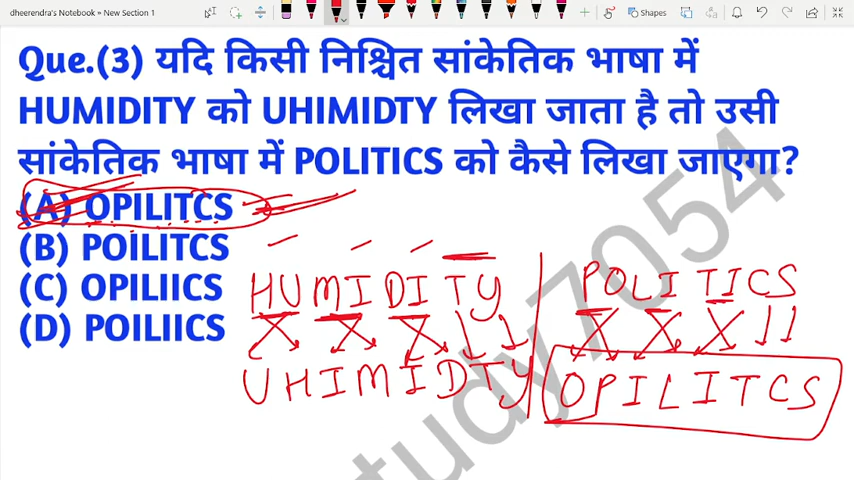 dheerendra's Notebook » New Section 1
Shapes
Que.(3) यदि किसी निश्चित सांकेतिक भाषा में
HUMIDITY को UHIMIDTY लिखा जाता है तो उसी
सांकेतिक भाषा में POLITICS को कैसे लिखा जाएगा?
(A) OPILITCS
(B) POILITCS
(C) OPILIICS
(D) POILIICS
HUMIDITY
POLITICS
UHIMIDTY
OPILITCS
study7054